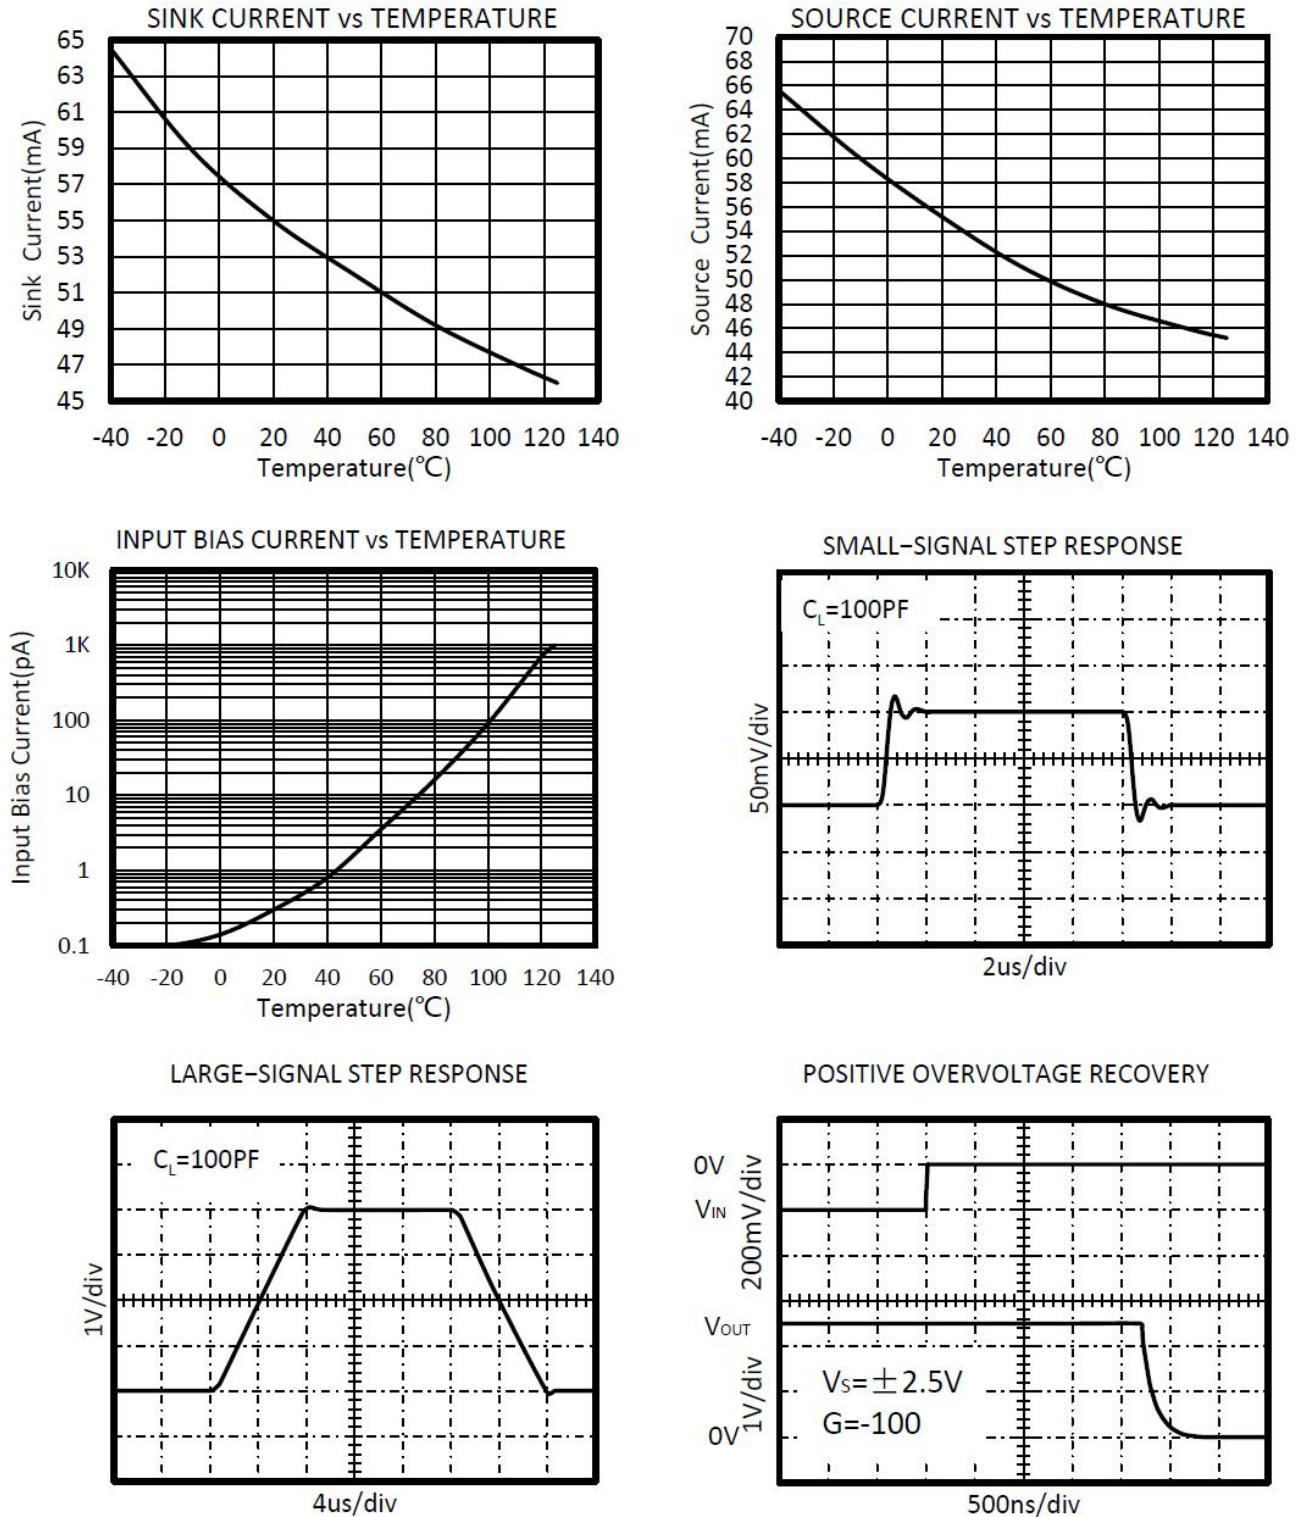 SINK CURRENT vs TEMPERATURE
65
63
61
59
57
55
53
51
49
47
45
Sink Current(mA)
-40 -20 0 20 40 60 80 100 120 140
Temperature(℃)
SOURCE CURRENT vs TEMPERATURE
70
68
66
64
62
60
58
56
54
52
50
48
46
44
42
40
Source Current(mA)
-40 -20 0 20 40 60 80 100 120 140
Temperature(℃)
INPUT BIAS CURRENT vs TEMPERATURE
10K
1K
100
10
1
0.1
Input Bias Current(pA)
-40 -20 0 20 40 60 80 100 120 140
Temperature(℃)
SMALL−SIGNAL STEP RESPONSE
CL=100PF
50mV/div
2us/div
LARGE−SIGNAL STEP RESPONSE
CL=100PF
1V/div
4us/div
POSITIVE OVERVOLTAGE RECOVERY
0V
VIN
200mV/div
VOUT
1V/div
0V
VS=±2.5V
G=-100
500ns/div